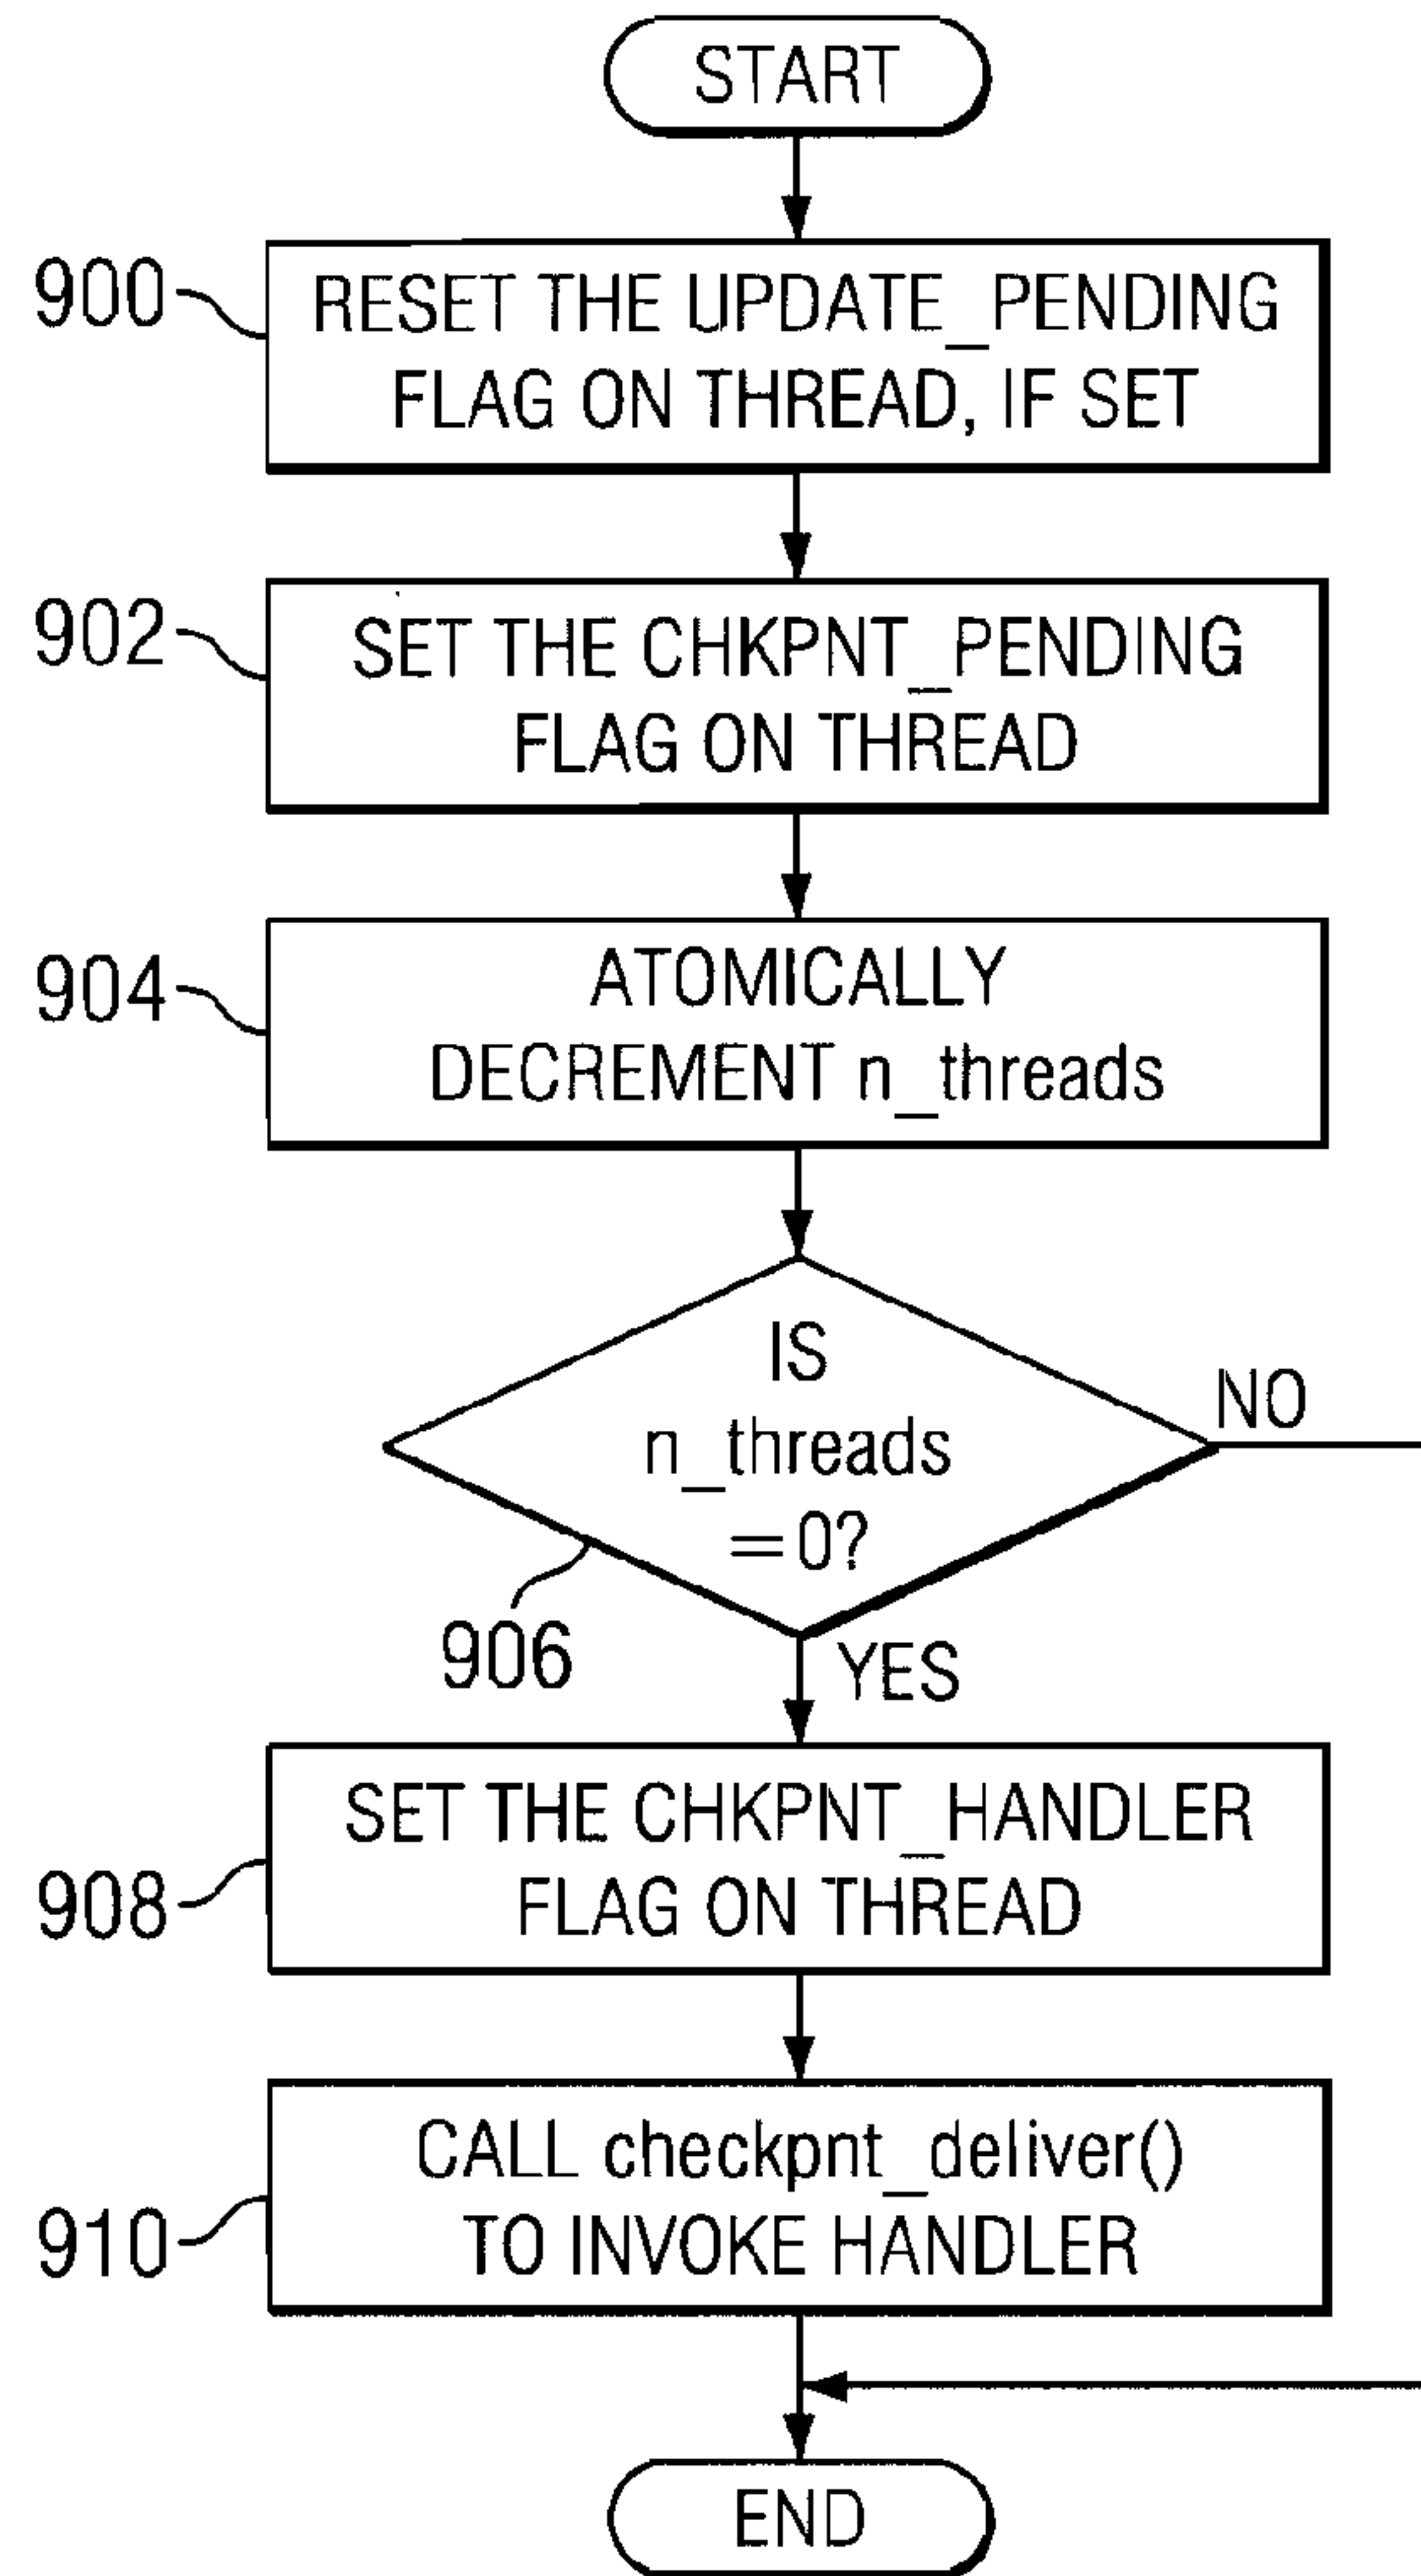 START
900
RESET THE UPDATE_PENDING
FLAG ON THREAD, IF SET
902
SET THE CHKPNT_PENDING
FLAG ON THREAD
904
ATOMICALLY
DECREMENT n_threads
IS
n_threads
=0?
NO
906
YES
SET THE CHKPNT_HANDLER
FLAG ON THREAD
908
CALL checkpnt_deliver()
TO INVOKE HANDLER
910
END